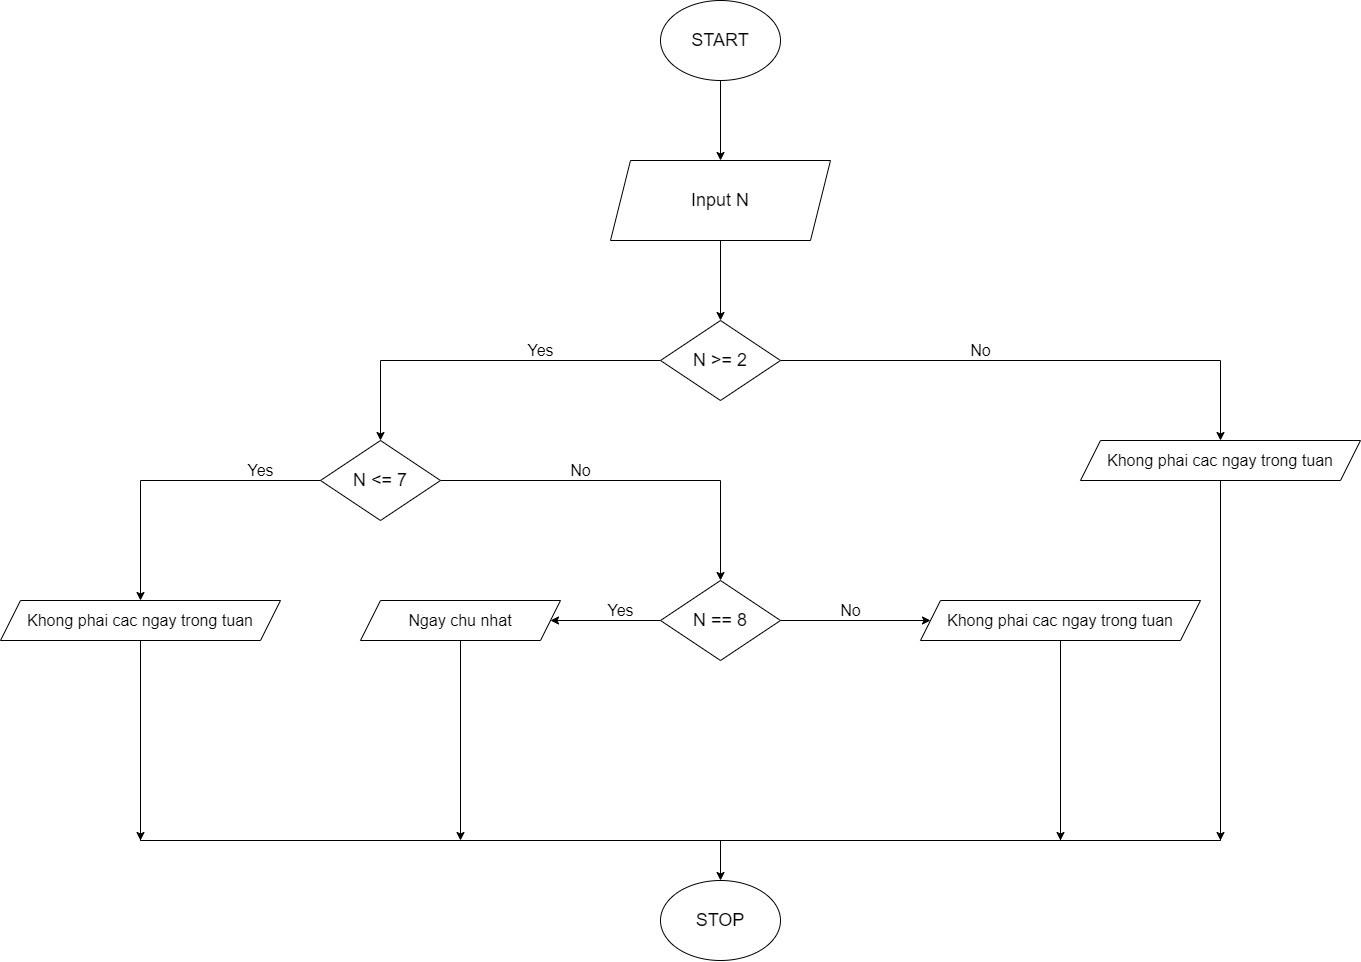 START
Input N
N >= 2
Yes
No
N <= 7
Yes
No
Khong phai cac ngay trong tuan
Khong phai cac ngay trong tuan
Ngay chu nhat
Yes
N == 8
No
Khong phai cac ngay trong tuan
STOP